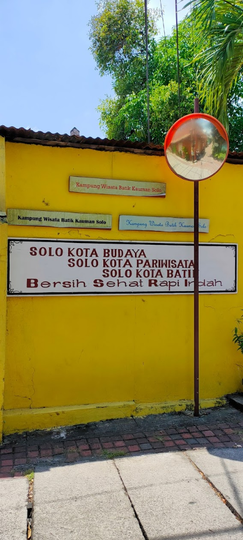 Kampung Wisata Batik Kauman Solo
Kampung Wisata Batik Kauman Solo
Kampung Wisata Batik Kauman Solo
SOLO KOTA BUDAYA
SOLO KOTA PARIWISATA
SOLO KOTA BATIK
Bersih Sehat Rapi Indah